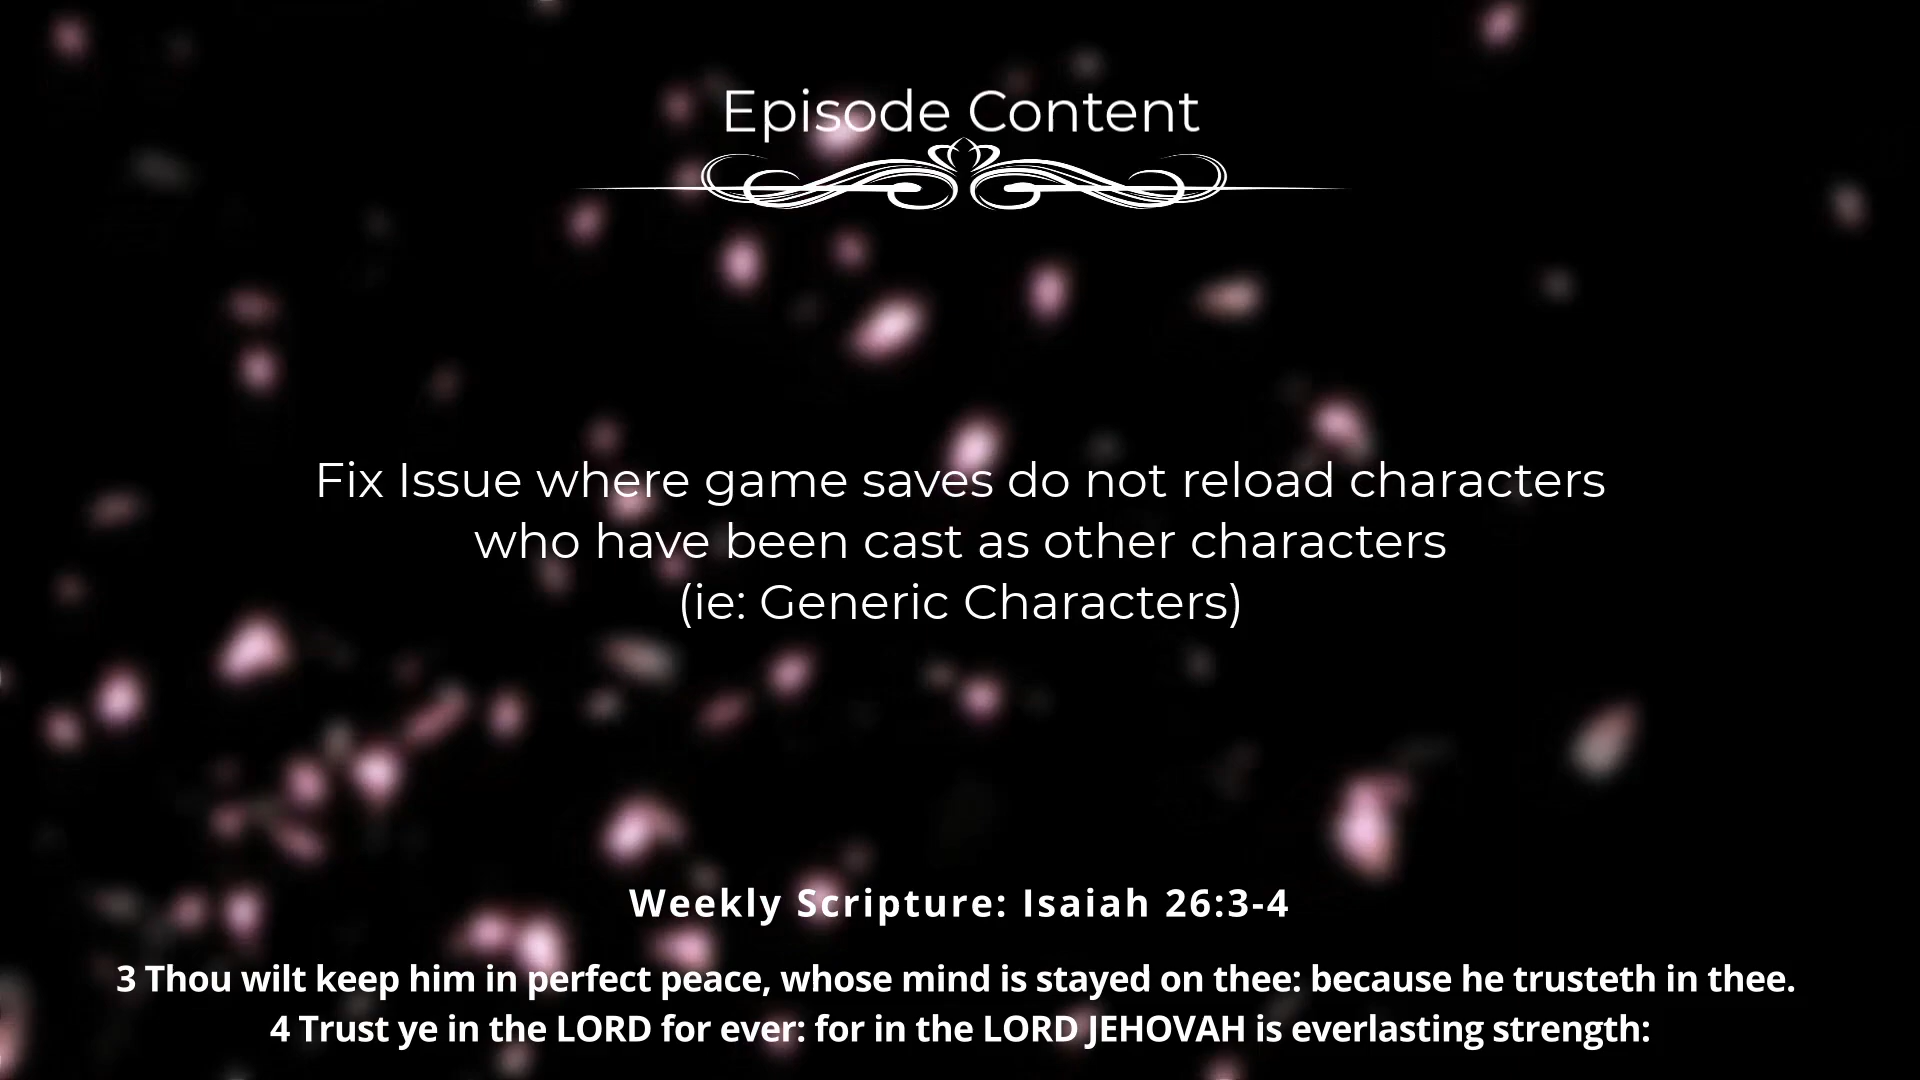 Episode Content
Fix Issue where game saves do not reload characters
who have been cast as other characters
(ie: Generic Characters)
Weekly Scripture: Isaiah 26:3-4
3 Thou wilt keep him in perfect peace, whose mind is stayed on thee: because he trusteth in thee.
4 Trust ye in the LORD for ever: for in the LORD JEHOVAH is everlasting strength: